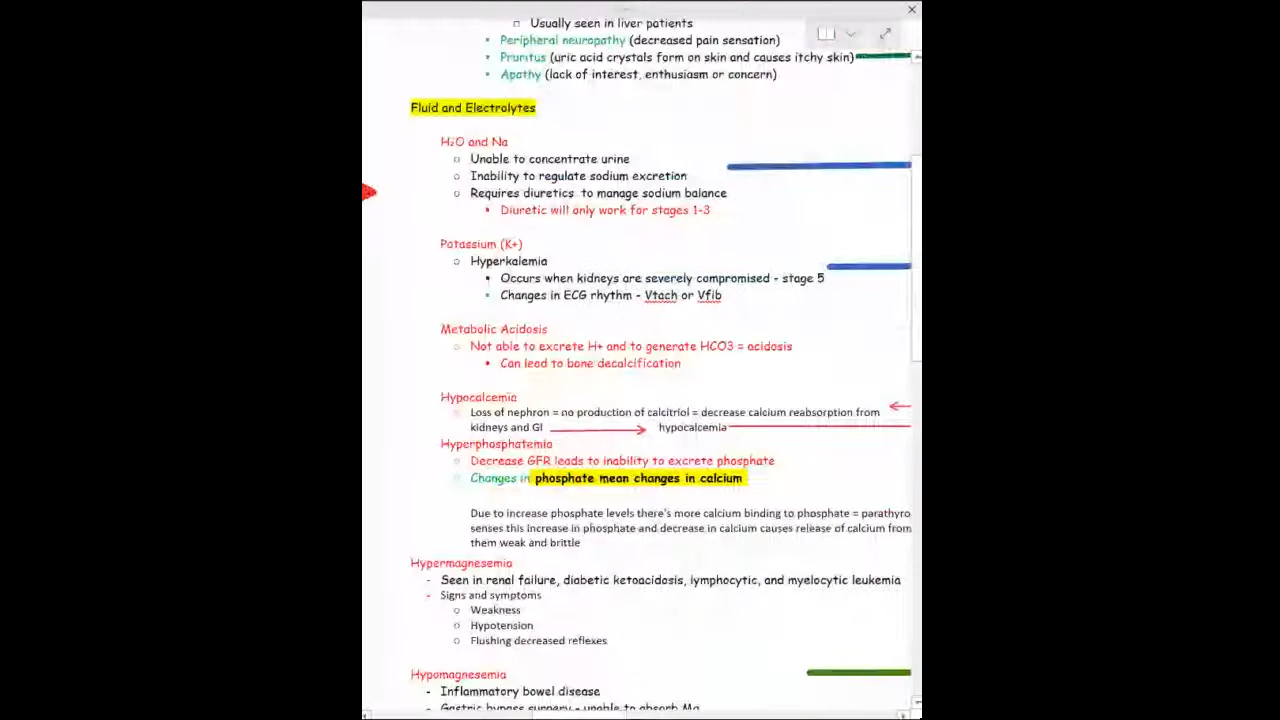 Usually seen in liver patients
Peripheral neuropathy (decreased pain sensation)
Pruritus (uric acid crystals form on skin and causes itchy skin)
Apathy (lack of interest, enthusiasm or concern)
Fluid and Electrolytes
H₂O and Na
Unable to concentrate urine
Inability to regulate sodium excretion
Requires diuretics to manage sodium balance
Diuretic will only work for stages 1-3
Potassium (K+)
Hyperkalemia
Occurs when kidneys are severely compromised - stage 5
Changes in ECG rhythm - Vtach or Vfib
Metabolic Acidosis
Not able to excrete H+ and to generate HCO3 = acidosis
Can lead to bone decalcification
Hypocalcemia
Loss of nephron = no production of calcitriol = decrease calcium reabsorption from
kidneys and GI hypocalcemia
Hyperphosphatemia
Decrease GFR leads to inability to excrete phosphate
Changes in phosphate mean changes in calcium
Due to increase phosphate levels there's more calcium binding to phosphate = parathyro
senses this increase in phosphate and decrease in calcium causes release of calcium from
them weak and brittle
Hypermagnesemia
- Seen in renal failure, diabetic ketoacidosis, lymphocytic, and myelocytic leukemia
- Signs and symptoms
Weakness
Hypotension
Flushing decreased reflexes
Hypomagnesemia
- Inflammatory bowel disease
- Gastric bypass surgery - unable to absorb Mg